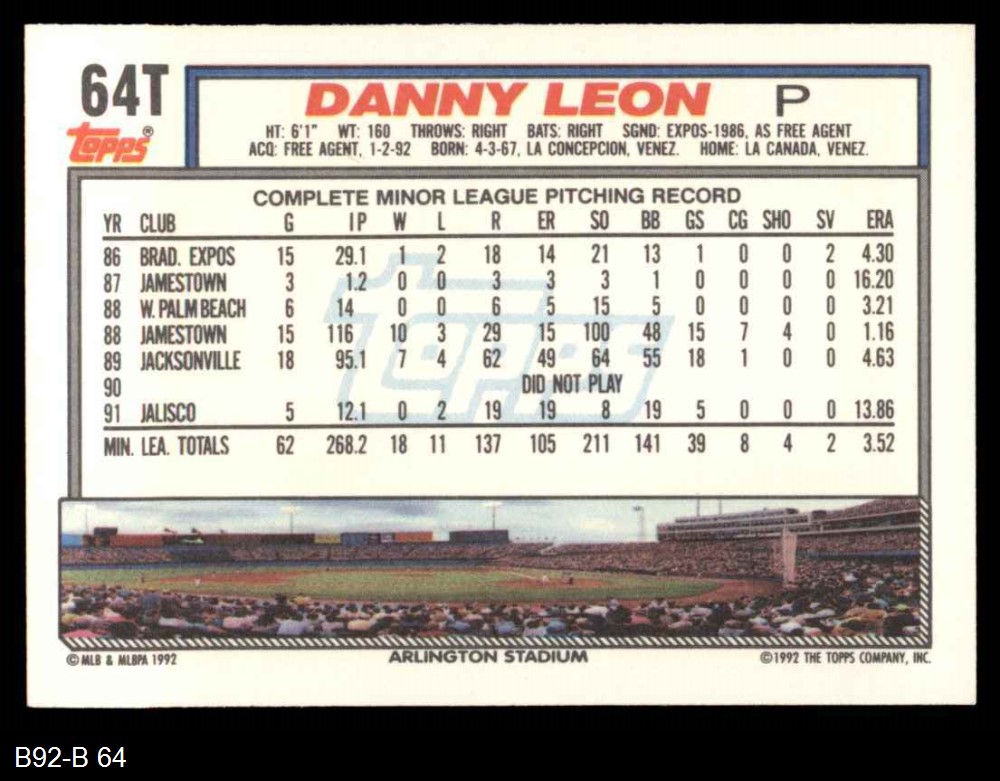 64T
Topps®
DANNY LEON P
HT: 6'1" WT: 160 THROWS: RIGHT BATS: RIGHT SGND: EXPOS-1986, AS FREE AGENT
ACQ: FREE AGENT, 1-2-92 BORN: 4-3-67, LA CONCEPCION, VENEZ. HOME: LA CANADA, VENEZ.
COMPLETE MINOR LEAGUE PITCHING RECORD
YR CLUB G IP W L R ER SO BB GS CG SHO SV ERA
86 BRAD. EXPOS 15 29.1 1 2 18 14 21 13 1 0 0 2 4.30
87 JAMESTOWN 3 1.2 0 0 3 3 3 1 0 0 0 0 16.20
88 W. PALM BEACH 6 14 0 0 6 5 15 5 0 0 0 0 3.21
88 JAMESTOWN 15 116 10 3 29 15 100 48 15 7 4 0 1.16
89 JACKSONVILLE 18 95.1 7 4 62 49 64 55 18 1 0 0 4.63
90 DID NOT PLAY
91 JALISCO 5 12.1 0 2 19 19 8 19 5 0 0 0 13.86
MIN. LEA. TOTALS 62 268.2 18 11 137 105 211 141 39 8 4 2 3.52
Topps
© MLB & MLBPA 1992
ARLINGTON STADIUM
©1992 THE TOPPS COMPANY, INC.
B92-B 64